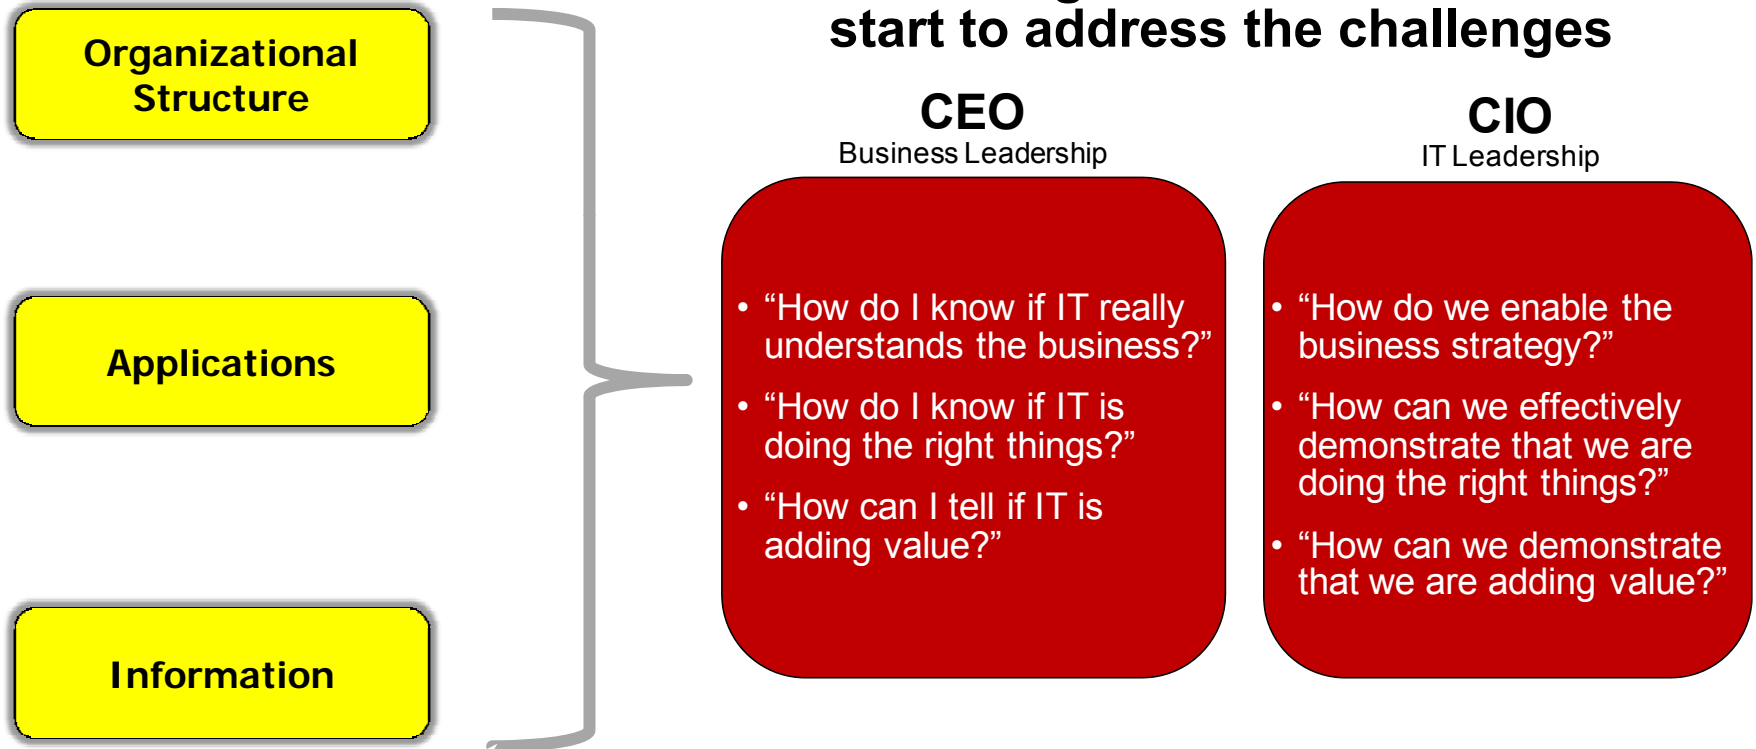 Organizational
Structure
Applications
Information
start to address the challenges
CEO
Business Leadership
• “How do I know if IT really
understands the business?”
• “How do I know if IT is
doing the right things?”
• “How can I tell if IT is
adding value?”
CIO
IT Leadership
• “How do we enable the
business strategy?”
• “How can we effectively
demonstrate that we are
doing the right things?”
• “How can we demonstrate
that we are adding value?”